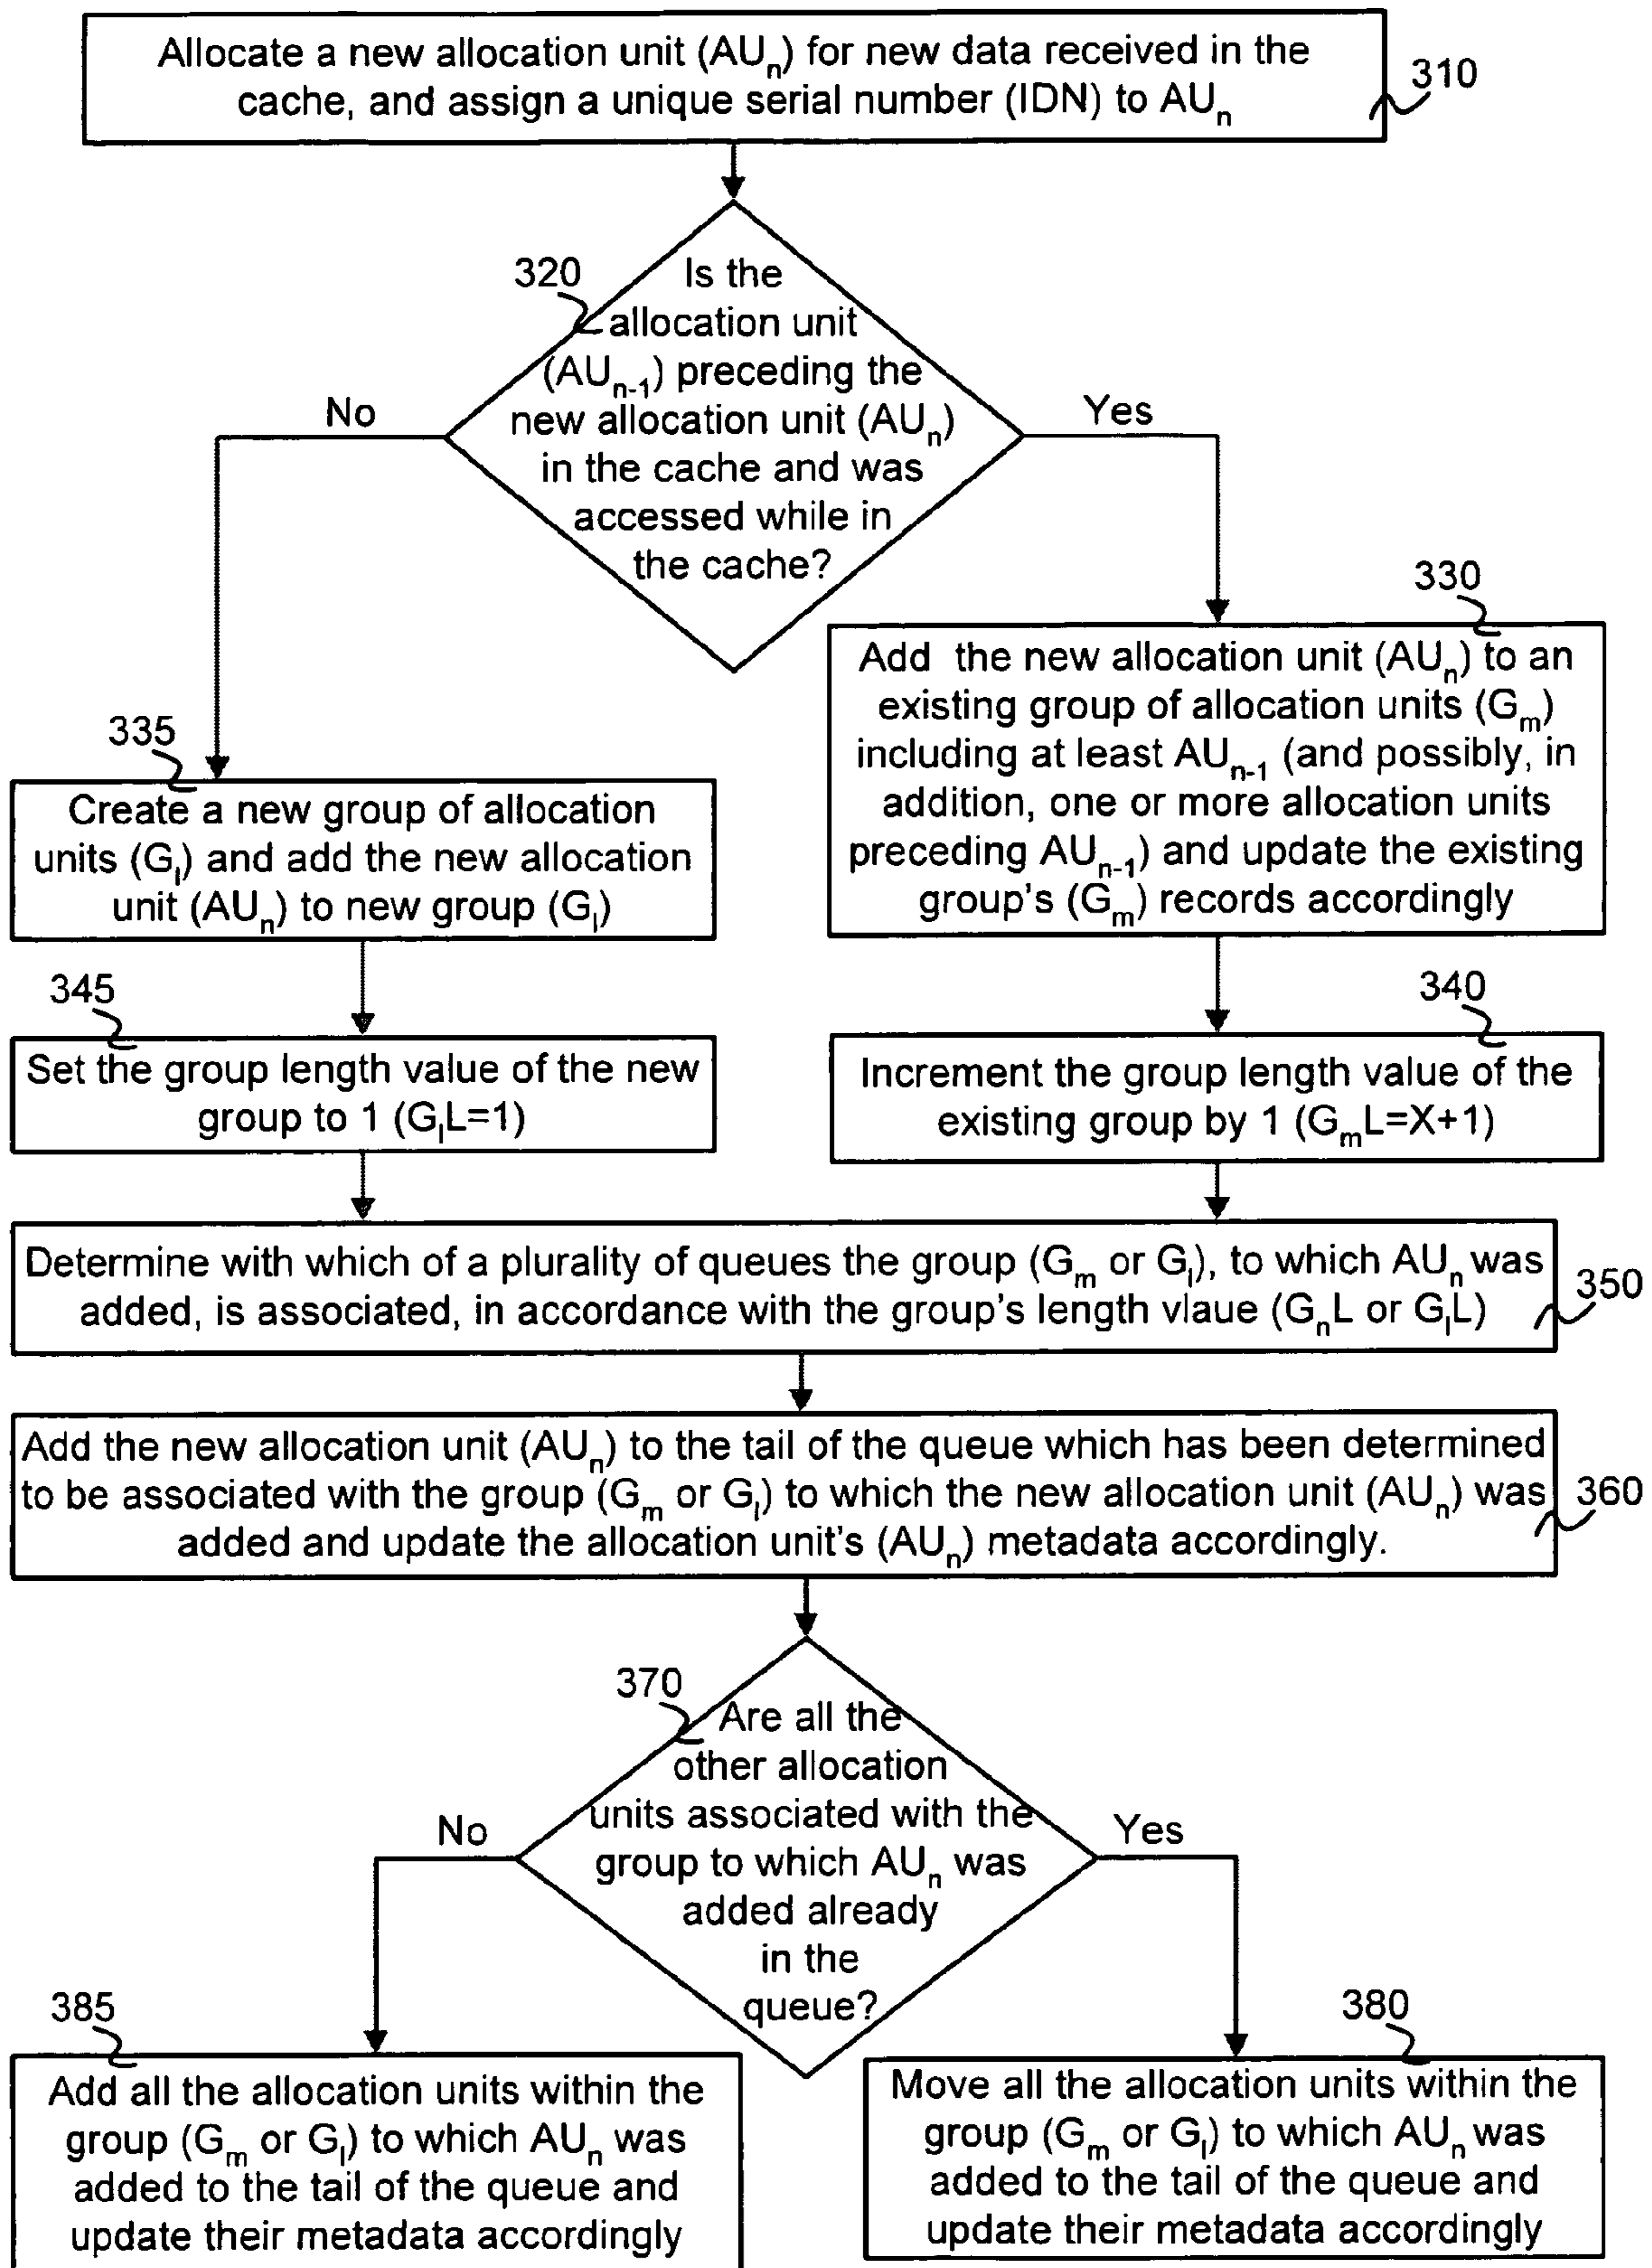 Allocate a new allocation unit (AUn) for new data received in the
cache, and assign a unique serial number (IDN) to AUn
310
320
Is the
allocation unit
(AUn-1) preceding the
new allocation unit (AUn)
in the cache and was
accessed while in
the cache?
No
Yes
330
Add the new allocation unit (AUn) to an
existing group of allocation units (Gm)
including at least AUn-1 (and possibly, in
addition, one or more allocation units
preceding AUn-1) and update the existing
group's (Gm) records accordingly
335
Create a new group of allocation
units (Gl) and add the new allocation
unit (AUn) to new group (Gl)
345
Set the group length value of the new
group to 1 (GlL=1)
340
Increment the group length value of the
existing group by 1 (GmL=X+1)
Determine with which of a plurality of queues the group (Gm or Gl), to which AUn was
added, is associated, in accordance with the group's length vlaue (GnL or GlL)
350
Add the new allocation unit (AUn) to the tail of the queue which has been determined
to be associated with the group (Gm or Gl) to which the new allocation unit (AUn) was
added and update the allocation unit's (AUn) metadata accordingly.
360
370
Are all the
other allocation
units associated with the
group to which AUn was
added already
in the
queue?
No
Yes
385
Add all the allocation units within the
group (Gm or Gl) to which AUn was
added to the tail of the queue and
update their metadata accordingly
380
Move all the allocation units within the
group (Gm or Gl) to which AUn was
added to the tail of the queue and
update their metadata accordingly